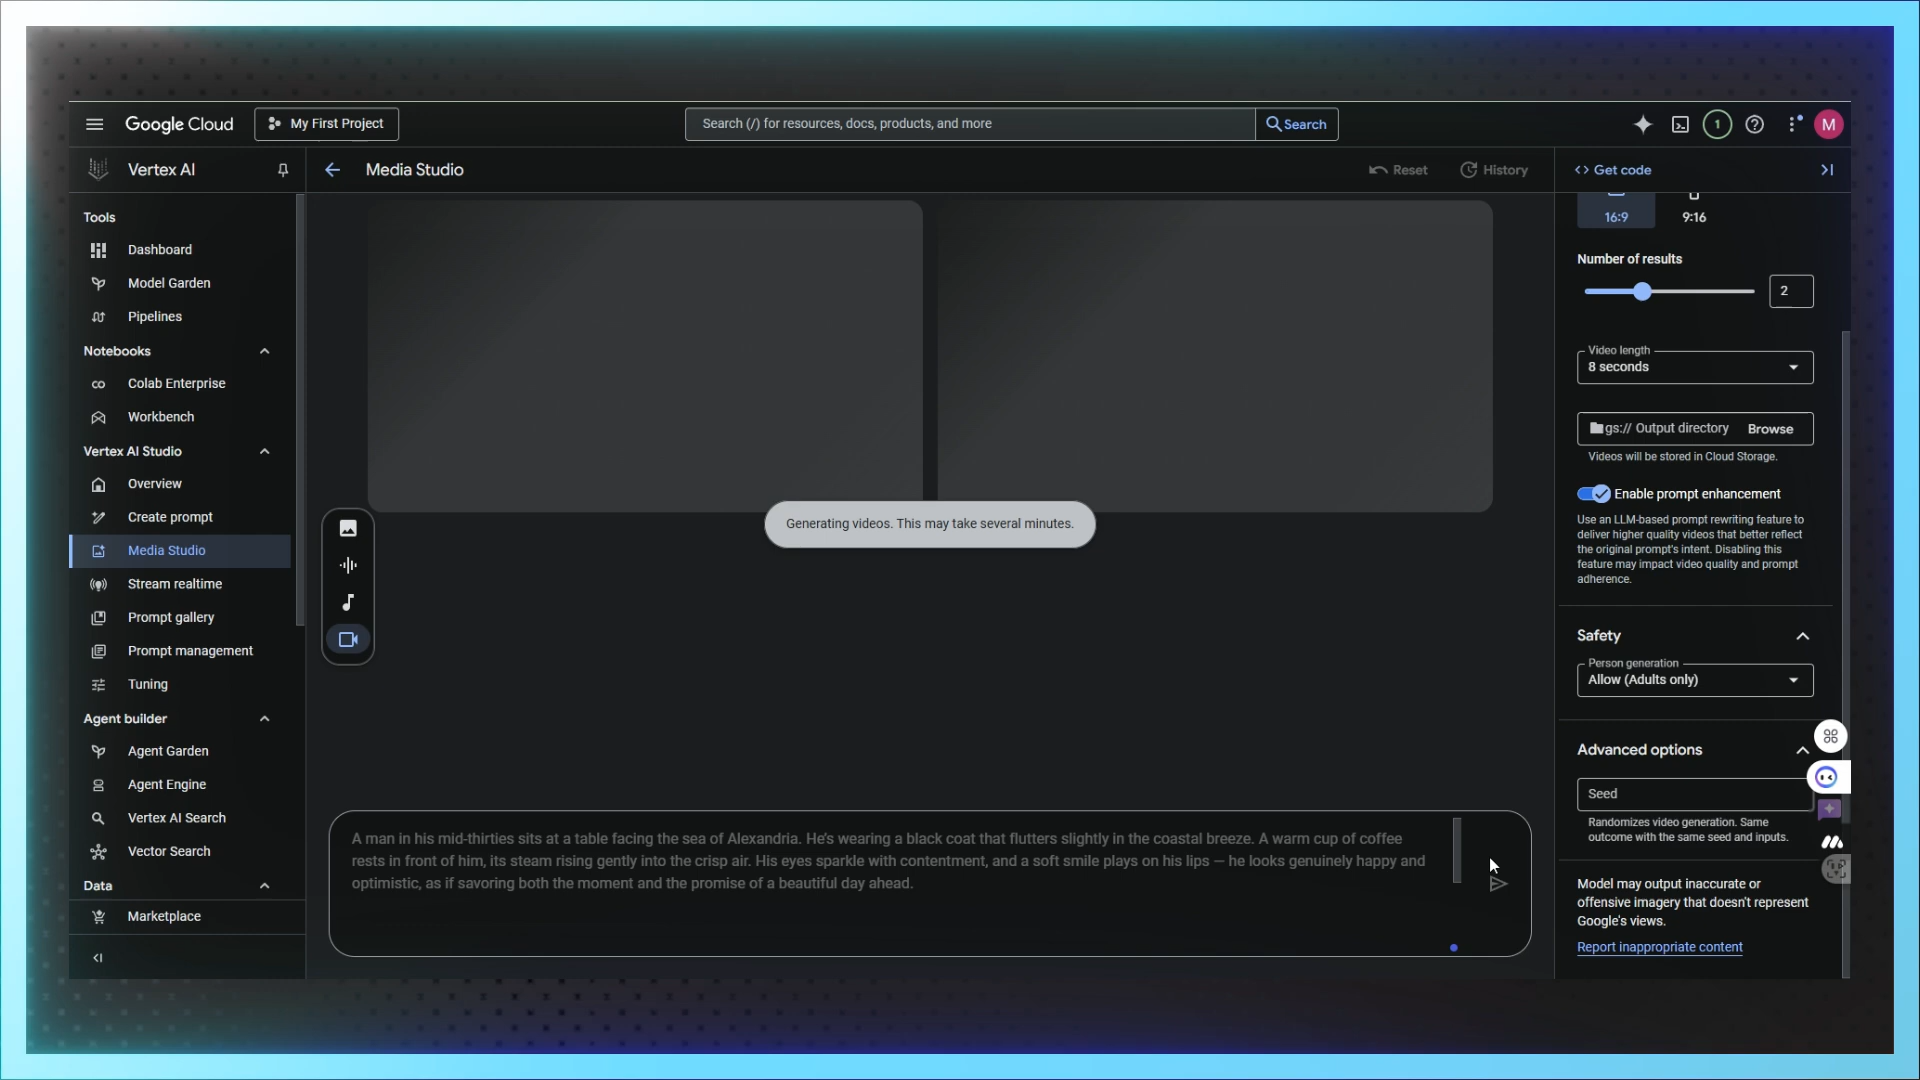 Google Cloud
My First Project
Search (/) for resources, docs, products, and more
Search
1
M
Vertex AI
Media Studio
Reset
History
Get code
Tools
Dashboard
Model Garden
Pipelines
Notebooks
Colab Enterprise
Workbench
Vertex AI Studio
Overview
Create prompt
Media Studio
Stream realtime
Prompt gallery
Prompt management
Tuning
Agent builder
Agent Garden
Agent Engine
Vertex AI Search
Vector Search
Data
Marketplace
Generating videos. This may take several minutes.
A man in his mid-thirties sits at a table facing the sea of Alexandria. He's wearing a black coat that flutters slightly in the coastal breeze. A warm cup of coffee
rests in front of him, its steam rising gently into the crisp air. His eyes sparkle with contentment, and a soft smile plays on his lips — he looks genuinely happy and
optimistic, as if savoring both the moment and the promise of a beautiful day ahead.
16:9
9:16
Number of results
2
Video length
8 seconds
gs:// Output directory
Browse
Videos will be stored in Cloud Storage.
Enable prompt enhancement
Use an LLM-based prompt rewriting feature to
deliver higher quality videos that better reflect
the original prompt's intent. Disabling this
feature may impact video quality and prompt
adherence.
Safety
Person generation
Allow (Adults only)
Advanced options
Seed
Randomizes video generation. Same
outcome with the same seed and inputs.
Model may output inaccurate or
offensive imagery that doesn't represent
Google's views.
Report inappropriate content